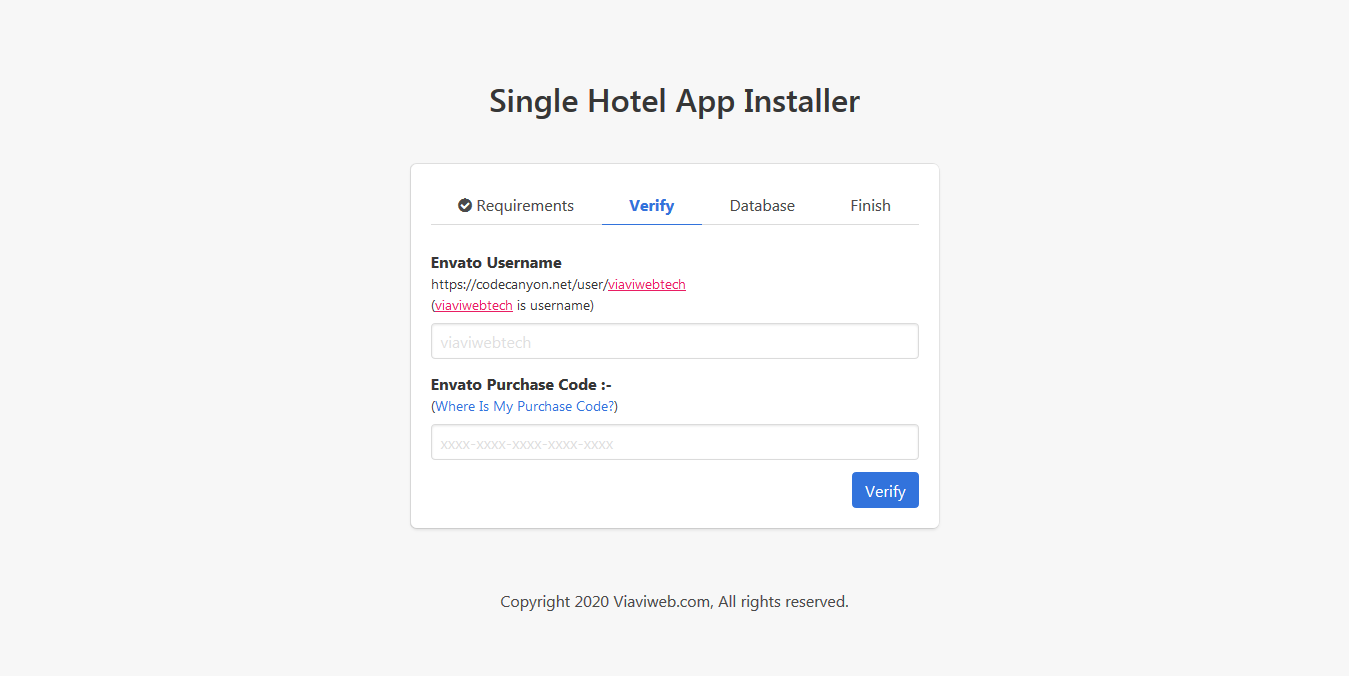 Single Hotel App Installer
Requirements Verify Database Finish
Envato Username
https://codecanyon.net/user/viaviwebtech
(viaviwebtech is username)
viaviwebtech
Envato Purchase Code :-
(Where Is My Purchase Code?)
xxxx-xxxx-xxxx-xxxx-xxxx
Verify
Copyright 2020 Viaviweb.com, All rights reserved.